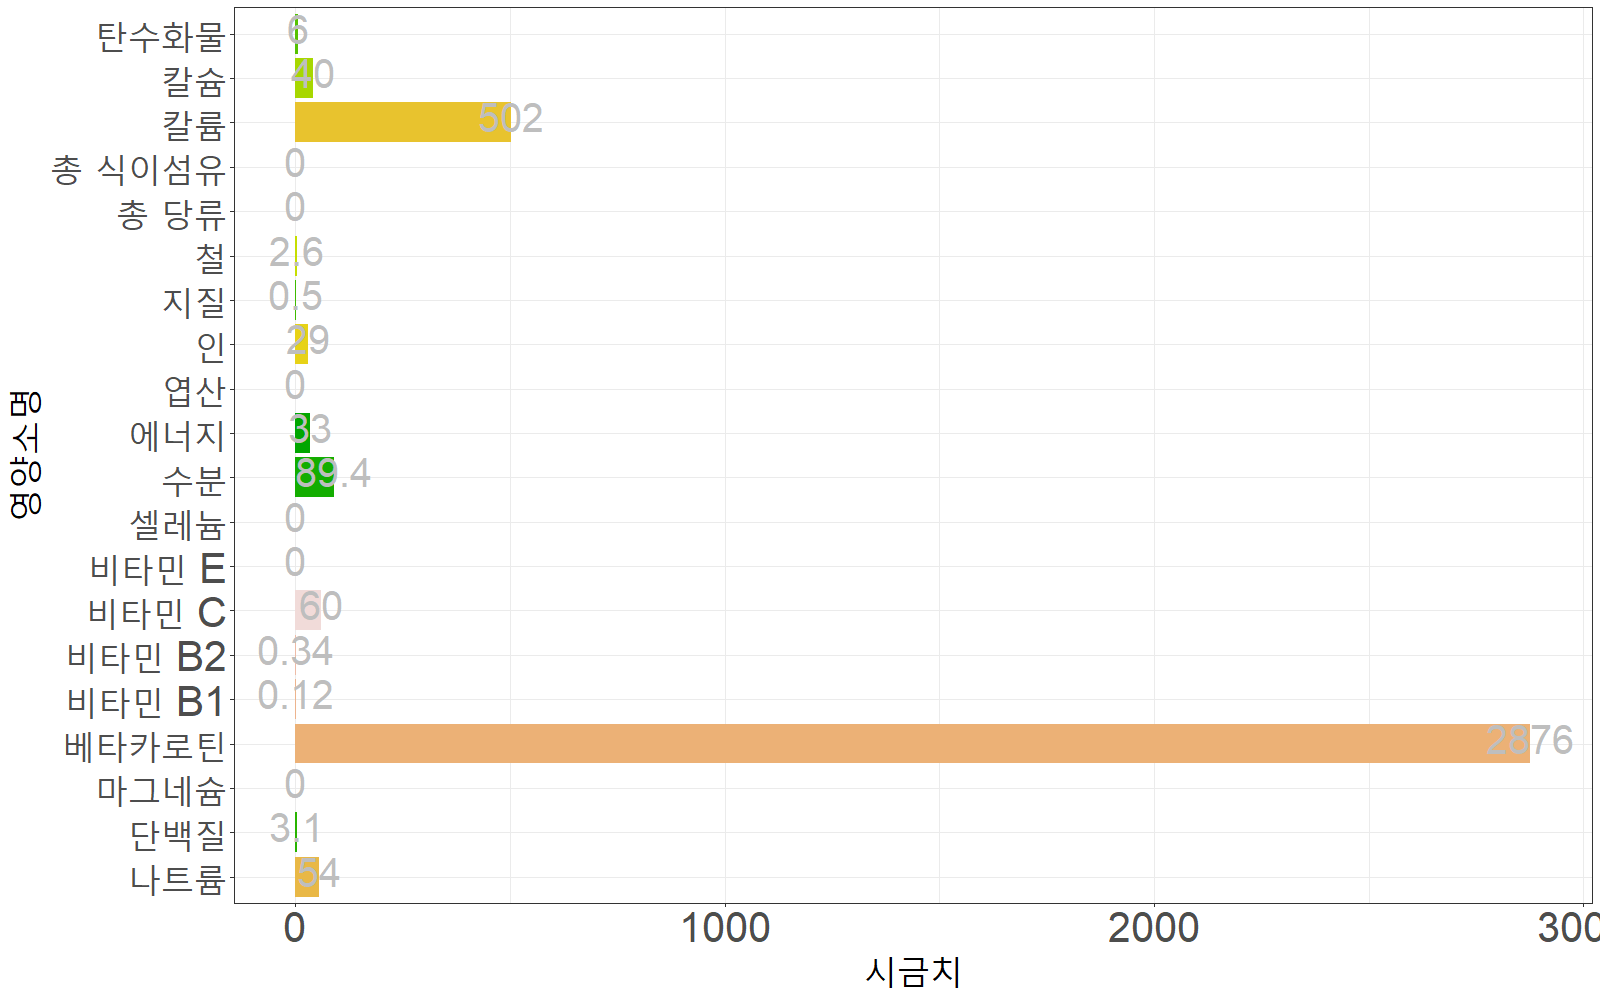 탄수화물 6
칼슘 40
칼륨 502
총 식이섬유 0
총 당류 0
철 2.6
지질 0.5
인 29
엽산 0
에너지 33
수분 89.4
셀레늄 0
비타민 E 0
비타민 C 60
비타민 B2 0.34
비타민 B1 0.12
베타카로틴 2876
마그네슘 0
단백질 3.1
나트륨 54
영양소명
0 1000 2000 300
시금치